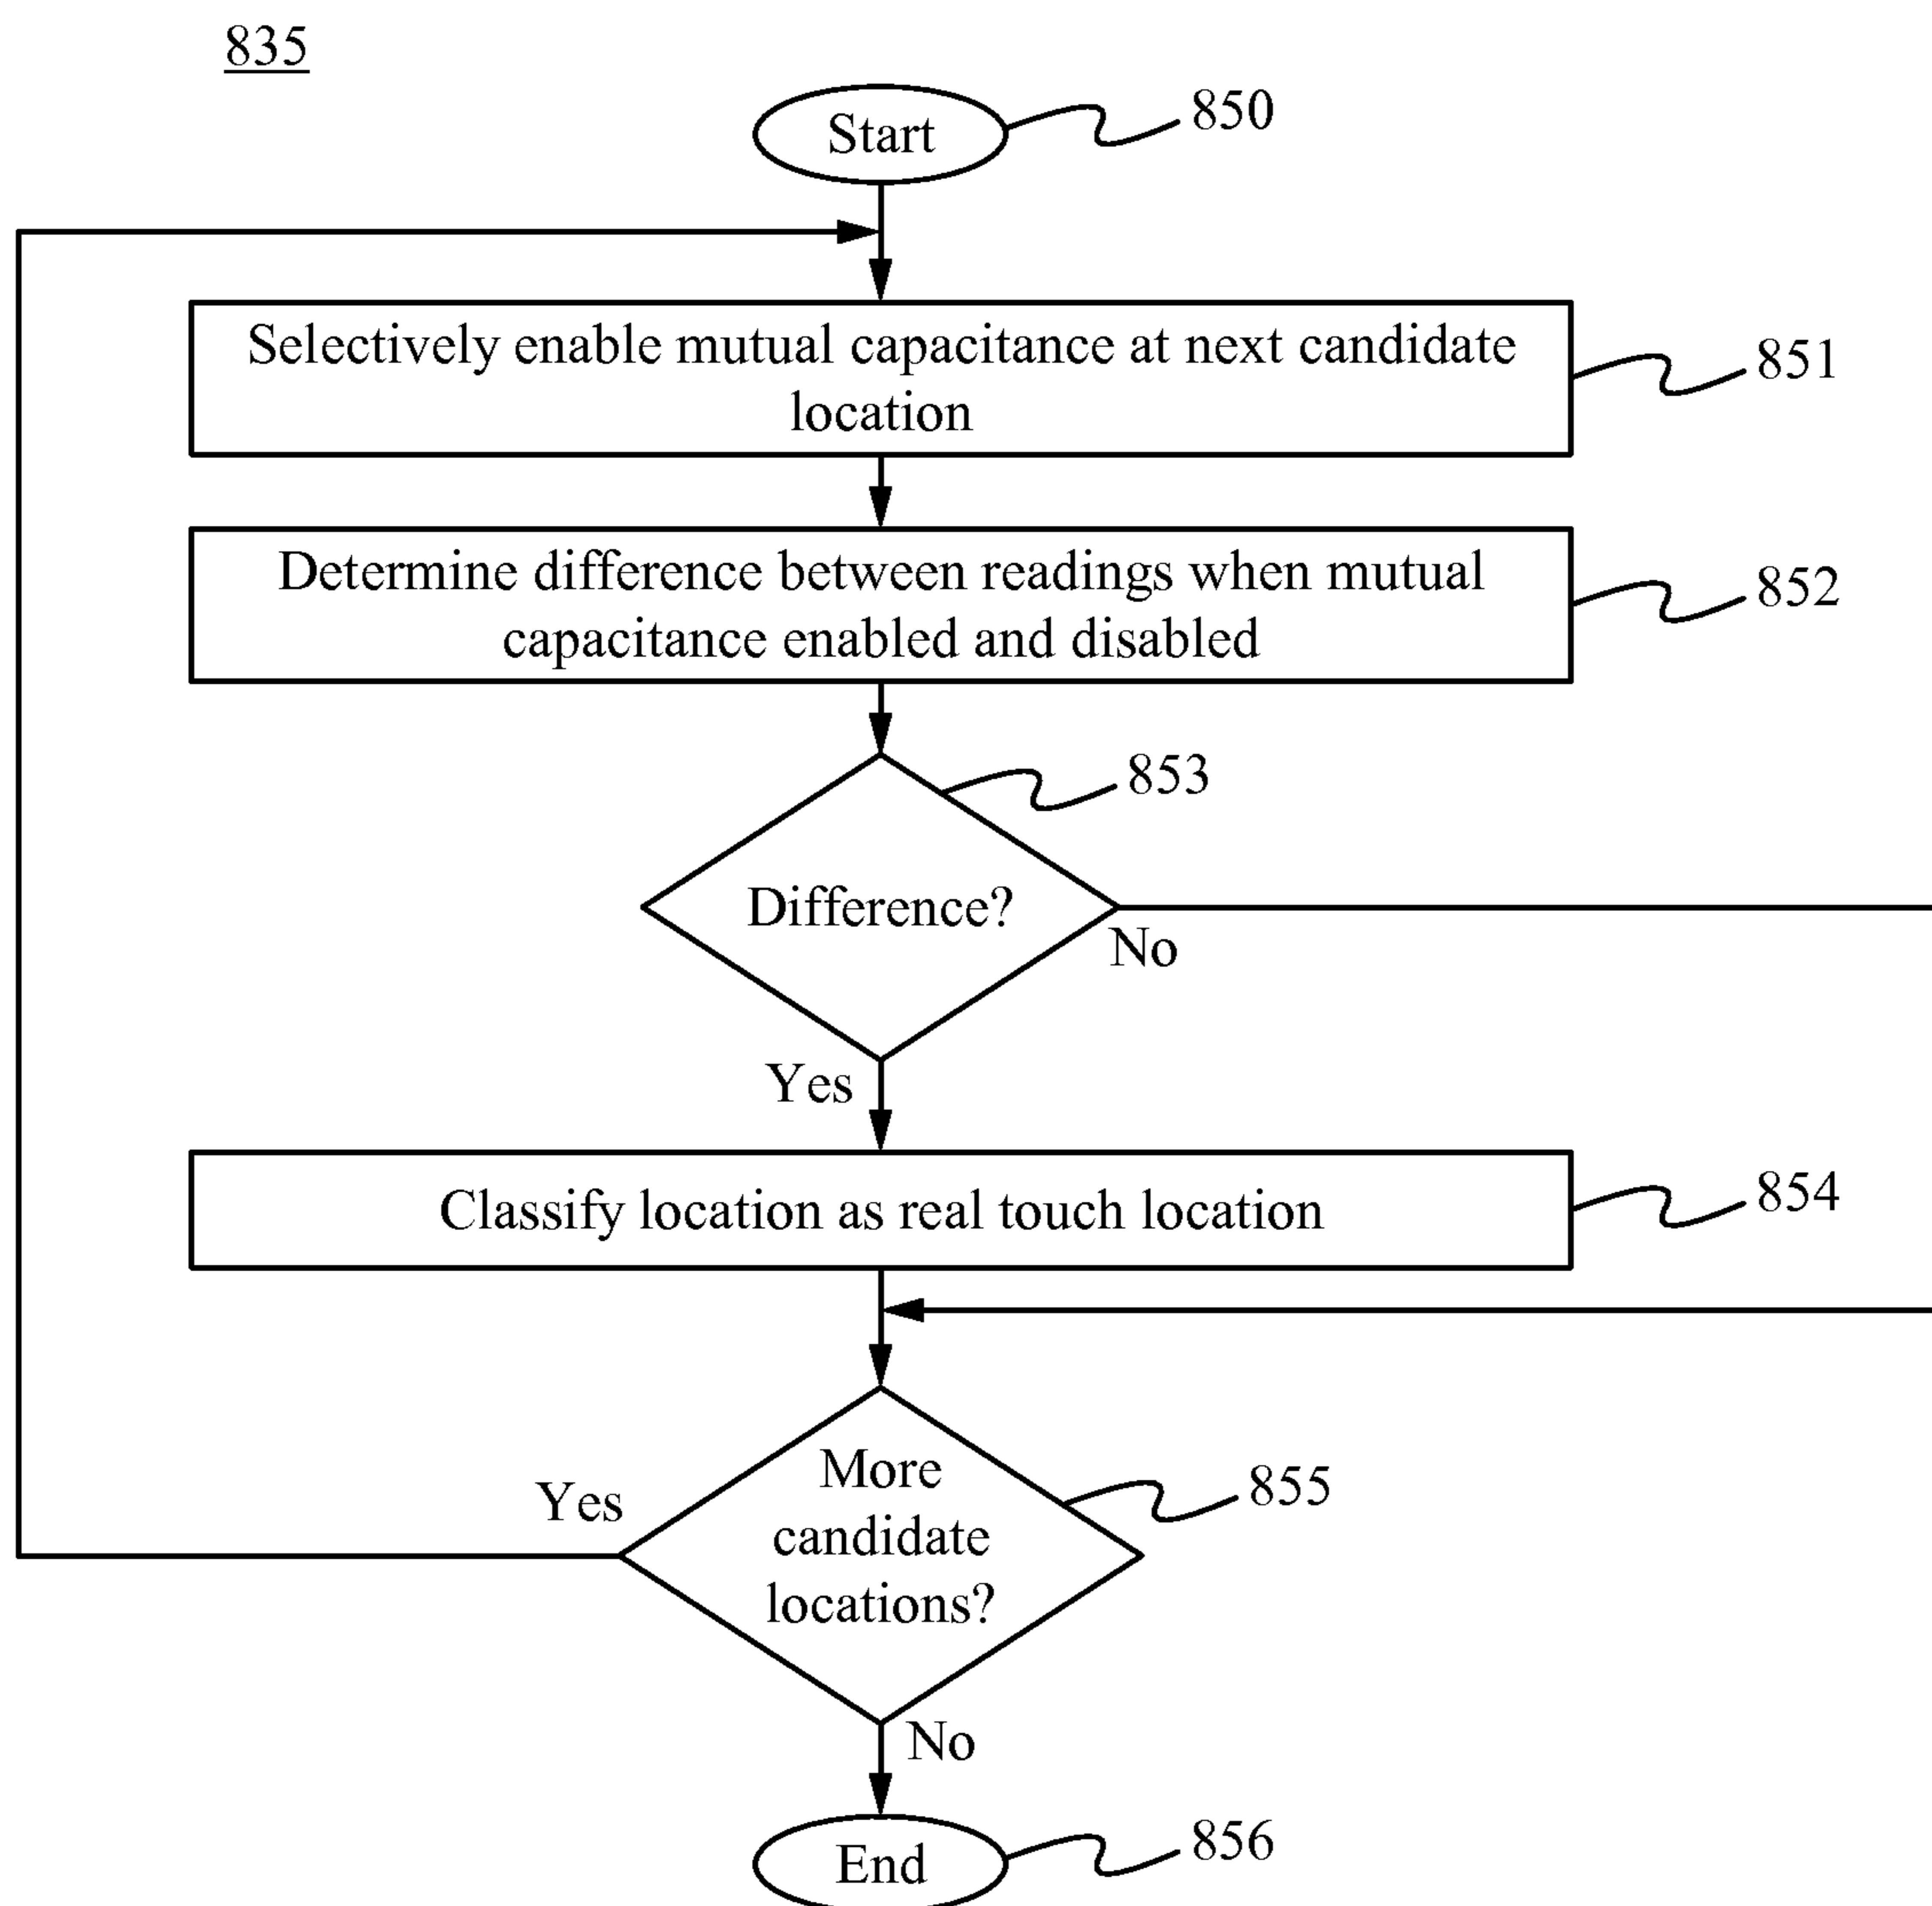 835
Start
850
Selectively enable mutual capacitance at next candidate
location
851
Determine difference between readings when mutual
capacitance enabled and disabled
852
853
Difference?
No
Yes
Classify location as real touch location
854
More
candidate
locations?
Yes
855
No
End
856